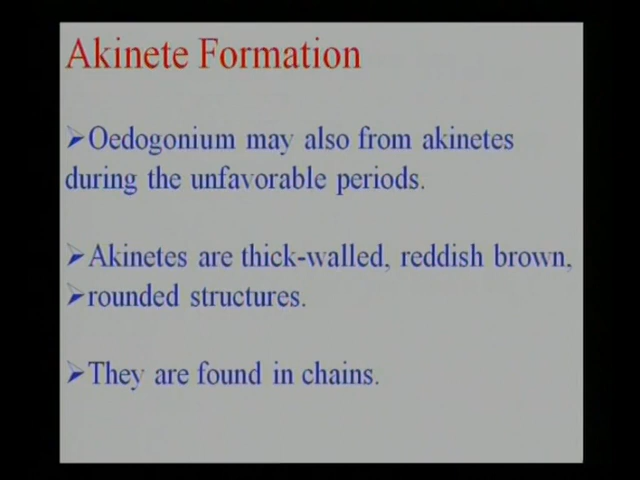 Akinete Formation
➢Oedogonium may also from akinetes
during the unfavorable periods.
➢Akinetes are thick-walled, reddish brown,
➢rounded structures.
➢They are found in chains.